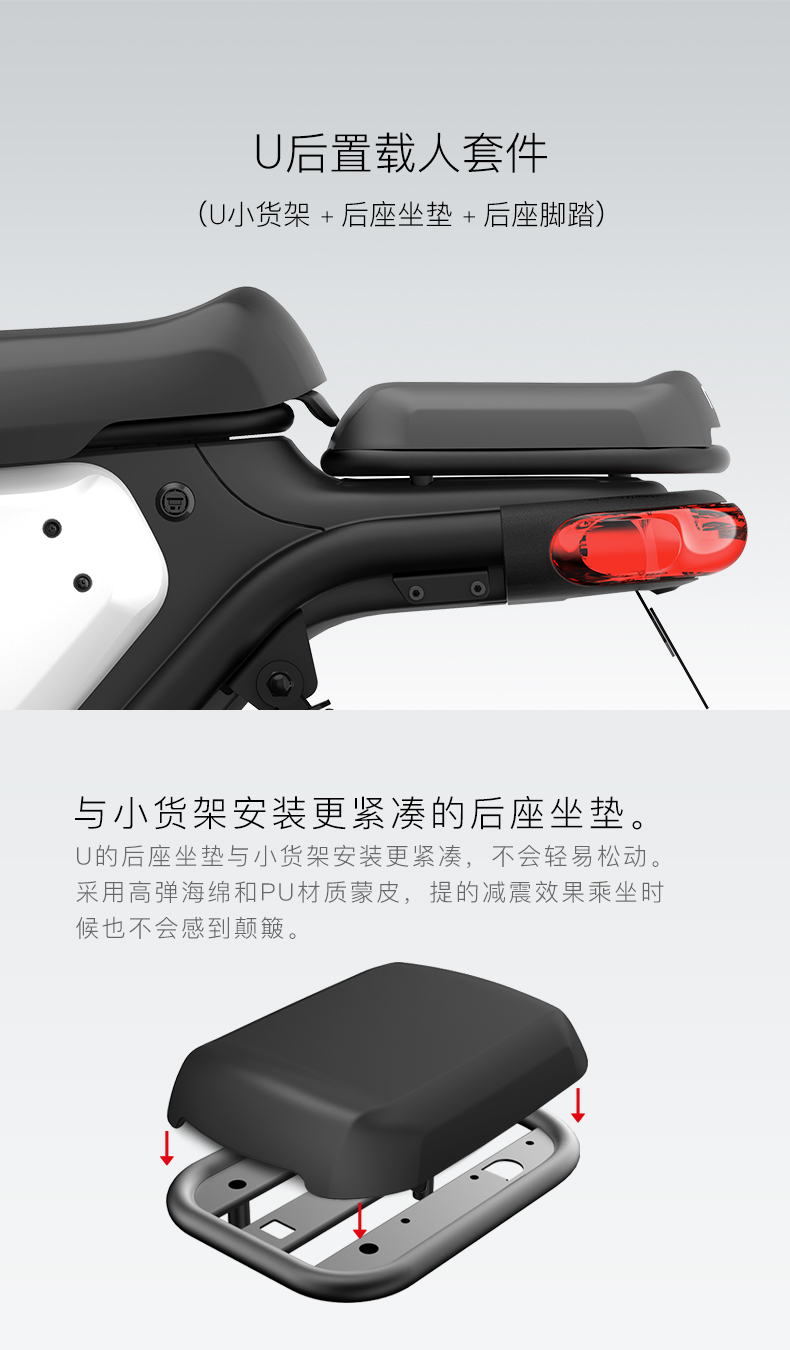 U后置载人套件
（U小货架 + 后座坐垫 + 后座脚踏）
与小货架安装更紧凑的后座坐垫。
U的后座坐垫与小货架安装更紧凑，不会轻易松动。
采用高弹海绵和PU材质蒙皮，提的减震效果乘坐时
候也不会感到颠簸。